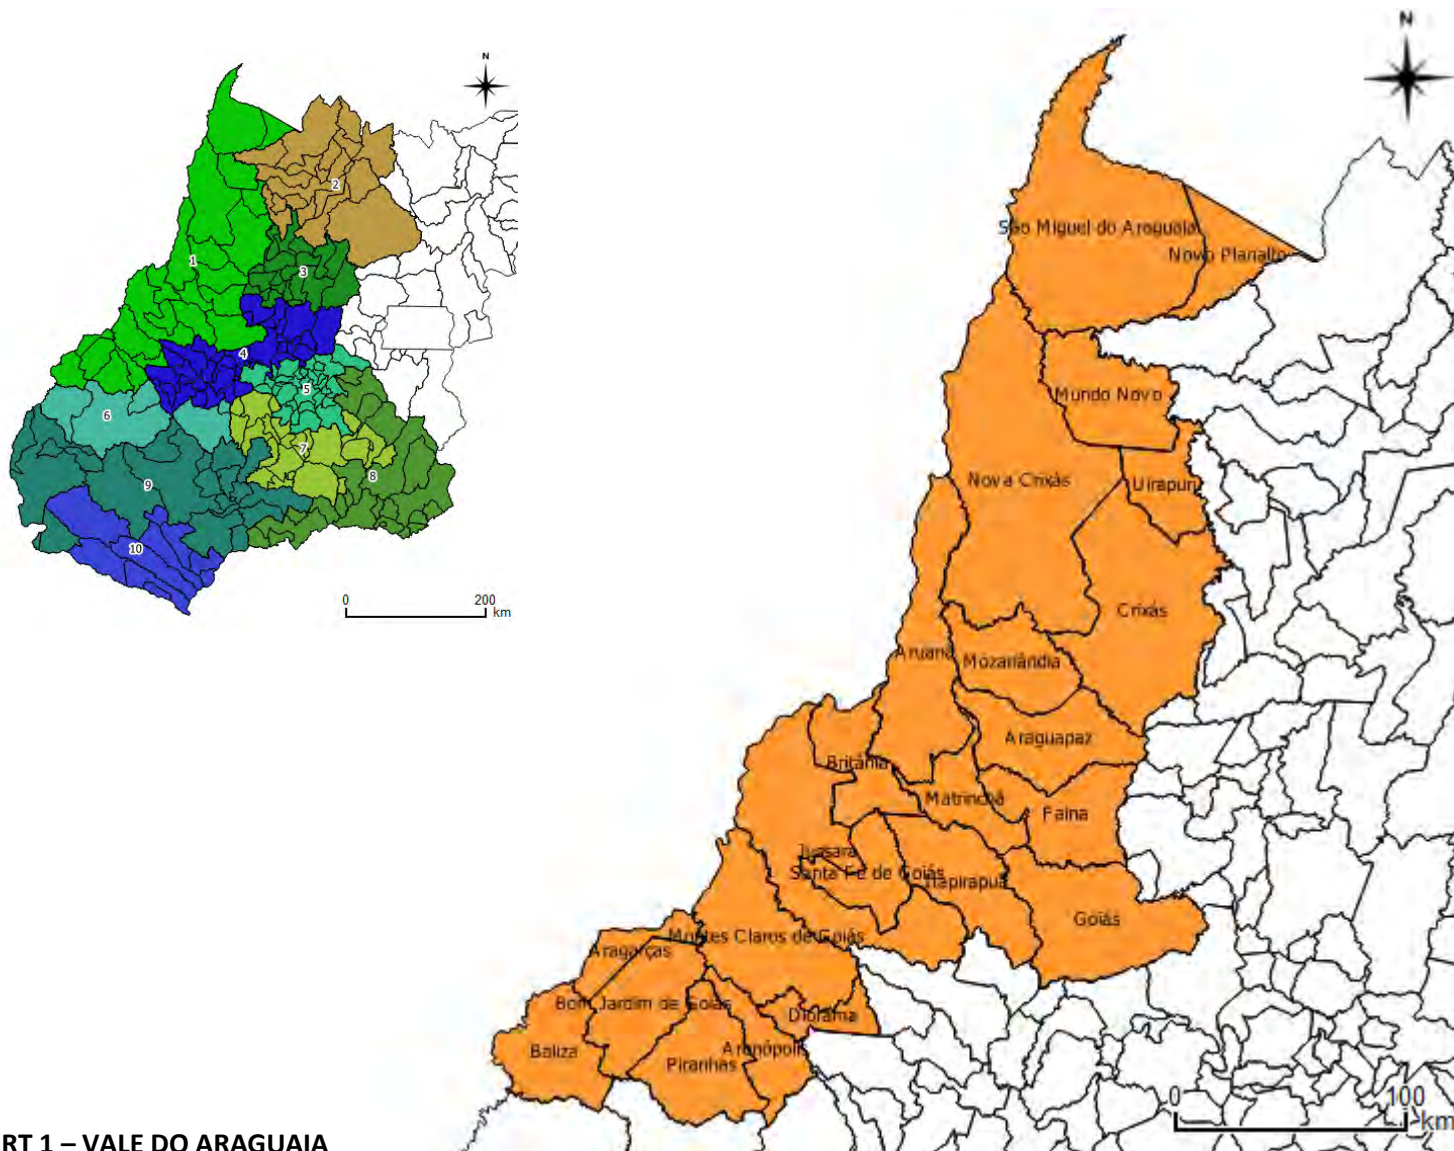 N
1
2
3
4
5
6
7
8
9
10
0 200
km
N
São Miguel do Araguaia
Novo Planalto
Mundo Novo
Nova Crixás
Uirapuru
Crixás
Aruanã
Mozarlândia
Araguapaz
Britânia
Matrinchã
Faina
Jussara
Santa Fé de Goiás
Itapirapuã
Goiás
Montes Claros de Goiás
Aragarças
Bom Jardim de Goiás
Diorama
Baliza
Arenópolis
Piranhas
0 100
km
RT 1 – VALE DO ARAGUAIA